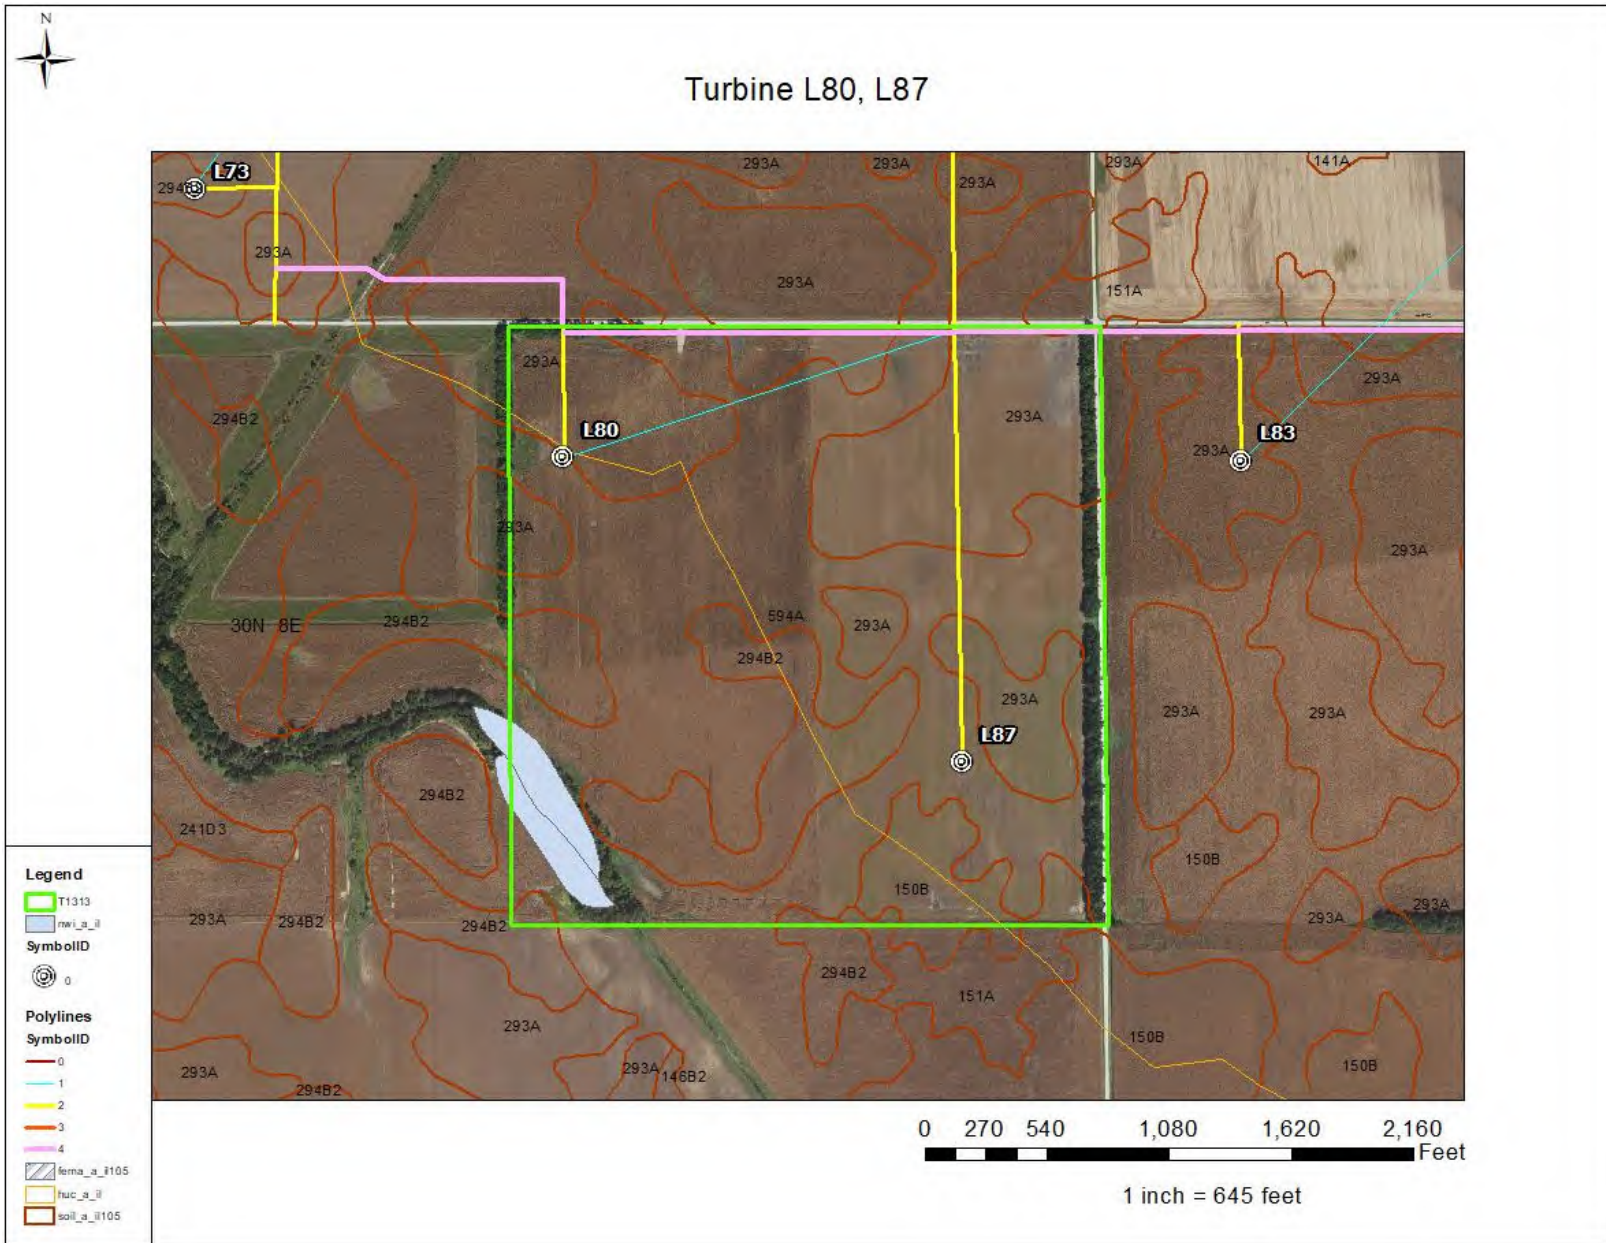 N
Turbine L80, L87
293A
293A
293A
141A
L73
293A
293A
293A
151A
293A
293A
294B2
293A
L80
L83
293A
293A
293A
594A
30N 8E
294B2
293A
294B2
293A
293A
293A
L87
294B2
241D3
150B
150B
293A
294B2
294B2
293A
293A
294B2
151A
293A
150B
293A
294B2
293A
146B2
150B
Legend
T1313
nwi_a_il
SymbolID
0
Polylines
SymbolID
0
1
2
3
4
fema_a_il105
huc_a_il
soil_a_il105
0 270 540 1,080 1,620 2,160
Feet
1 inch = 645 feet